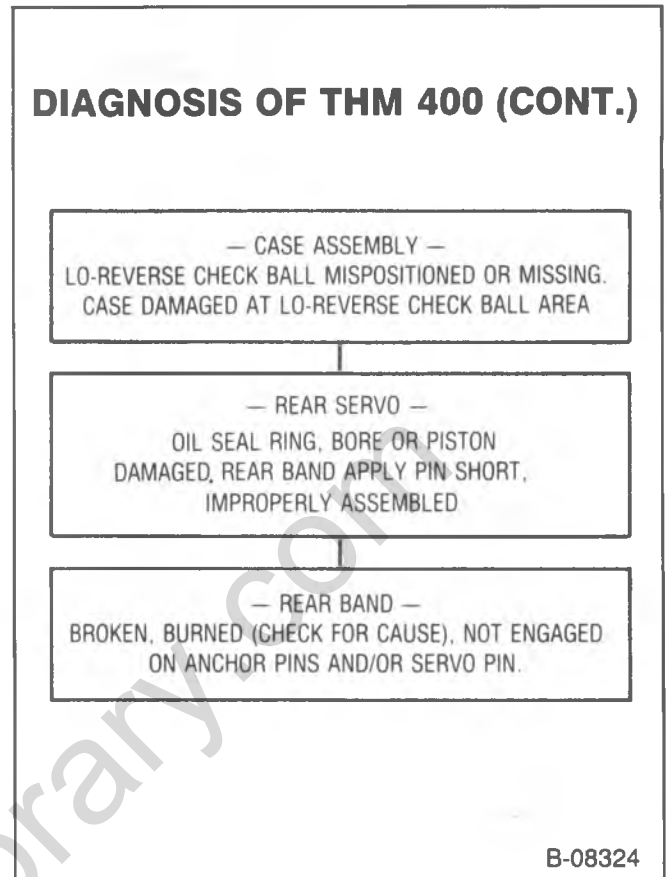 DIAGNOSIS OF THM 400 (CONT.)
— CASE ASSEMBLY —
LO-REVERSE CHECK BALL MISPOSITIONED OR MISSING.
CASE DAMAGED AT LO-REVERSE CHECK BALL AREA
— REAR SERVO —
OIL SEAL RING, BORE OR PISTON
DAMAGED, REAR BAND APPLY PIN SHORT,
IMPROPERLY ASSEMBLED
— REAR BAND —
BROKEN, BURNED (CHECK FOR CAUSE), NOT ENGAGED
ON ANCHOR PINS AND/OR SERVO PIN.
B-08324
rary.com